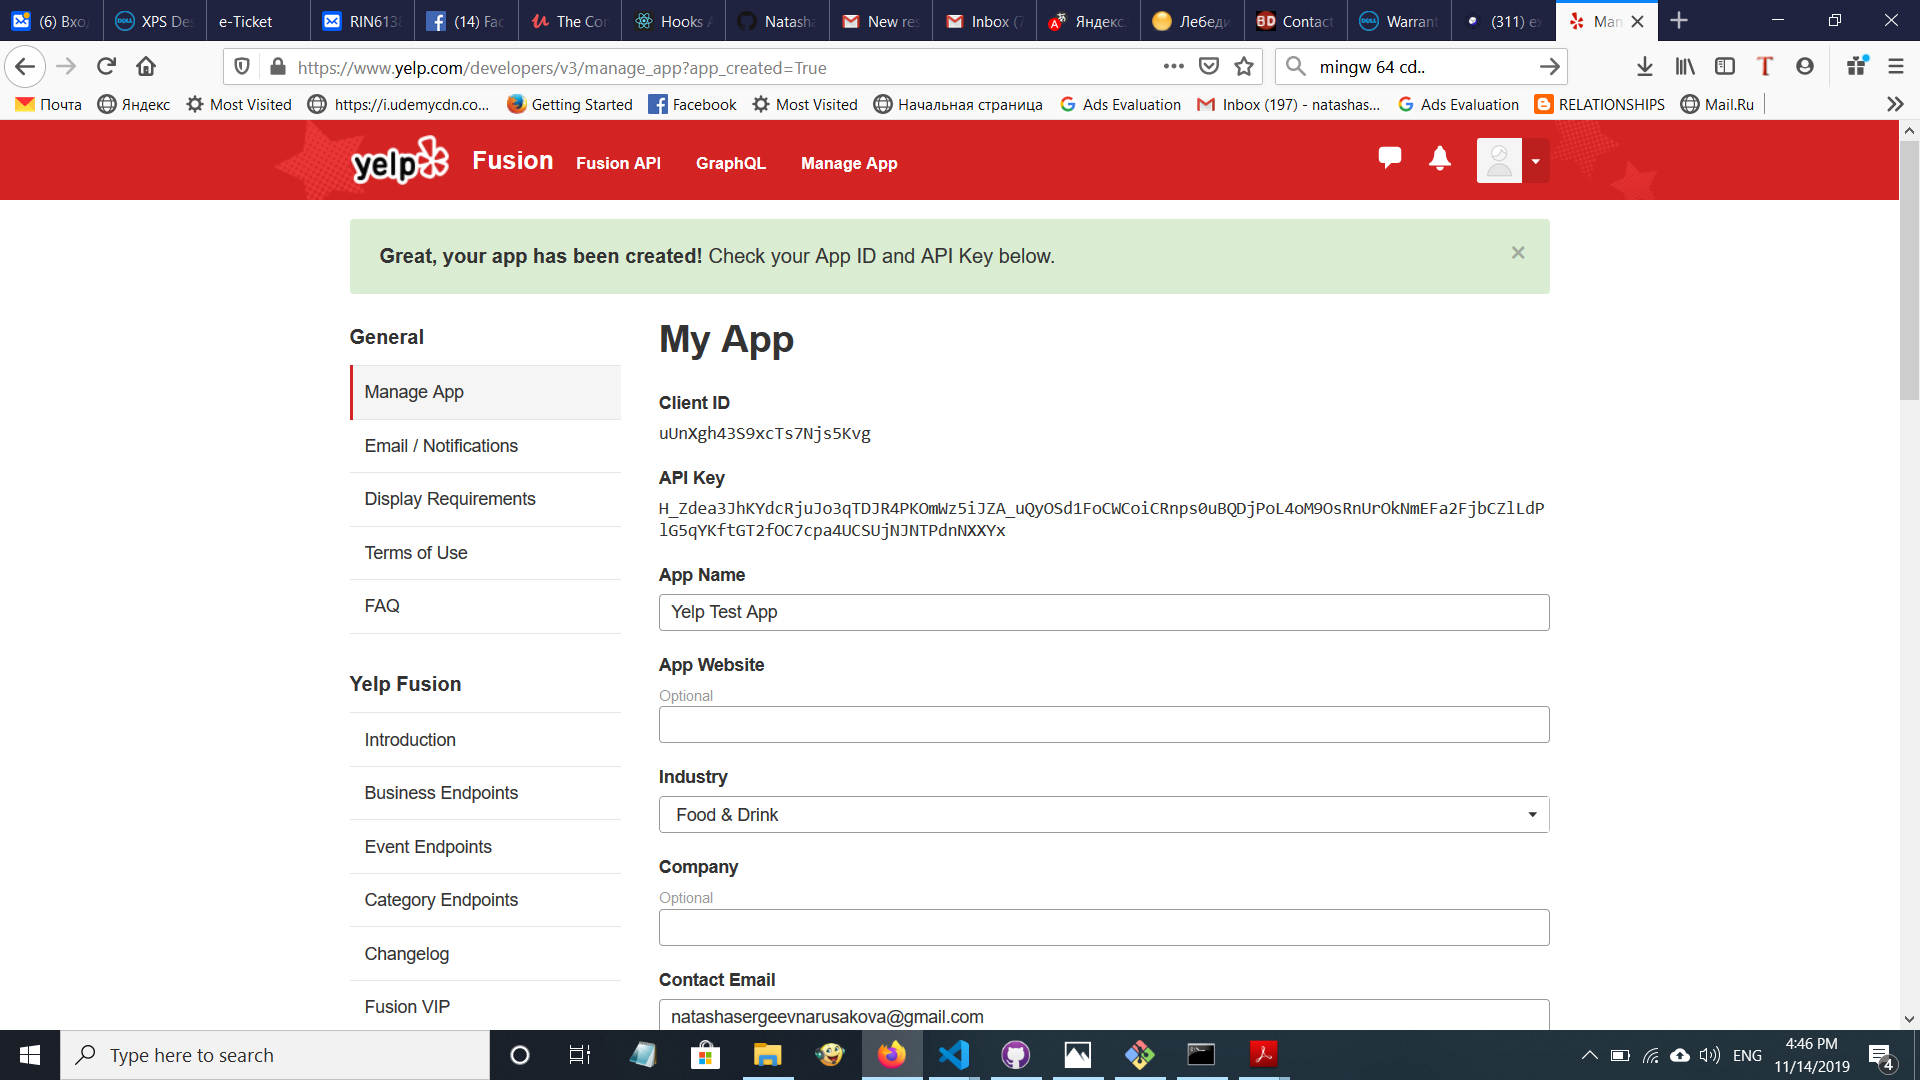 (6) Вхо
XPS De
e-Ticket
RIN613
(14) Fac
The Co
Hooks
Natash
New re
Inbox (7
Яндекс
Лебеди
Contact
Warrant
(311) e
Man
https://www.yelp.com/developers/v3/manage_app?app_created=True
mingw 64 cd..
Почта
Яндекс
Most Visited
https://i.udemycdn.co...
Getting Started
Facebook
Most Visited
Начальная страница
Ads Evaluation
Inbox (197) - natashas...
Ads Evaluation
RELATIONSHIPS
Mail.Ru
yelp
Fusion
Fusion API
GraphQL
Manage App
Great, your app has been created! Check your App ID and API Key below.
General
Manage App
Email / Notifications
Display Requirements
Terms of Use
FAQ
Yelp Fusion
Introduction
Business Endpoints
Event Endpoints
Category Endpoints
Changelog
Fusion VIP
My App
Client ID
uUnXgh43S9xcTs7Njs5Kvg
API Key
H_Zdea3JhKYdcRjuJo3qTDJR4PKOmWz5iJZA_uQyOSd1FoCWCoiCRnps0uBQDjPoL4oM9OsRnUrOkNmEFa2FjbCZlLdP
lG5qYKftGT2fOC7cpa4UCSUjNJNTPdnNXXYx
App Name
Yelp Test App
App Website
Optional
Industry
Food & Drink
Company
Optional
Contact Email
natashasergeevnarusakova@gmail.com
Type here to search
ENG
4:46 PM
11/14/2019
4